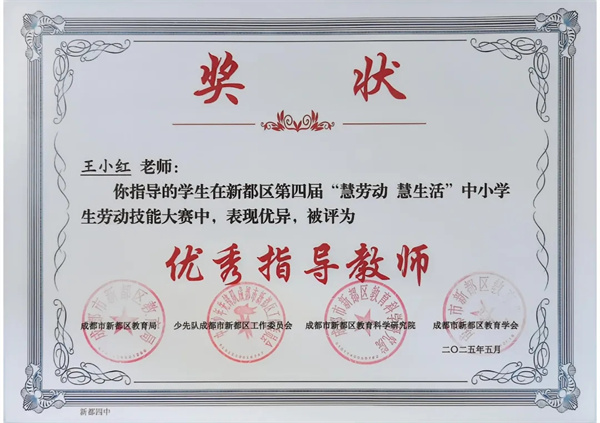 奖 状
王小红 老师：
你指导的学生在新都区第四届“慧劳动 慧生活”中小学
生劳动技能大赛中，表现优异，被评为
优秀指导教师
成都市新都区教育局 少先队成都市新都区工作委员会 成都市新都区教育科学研究院 成都市新都区教育学会
二〇二五年五月
新都四中